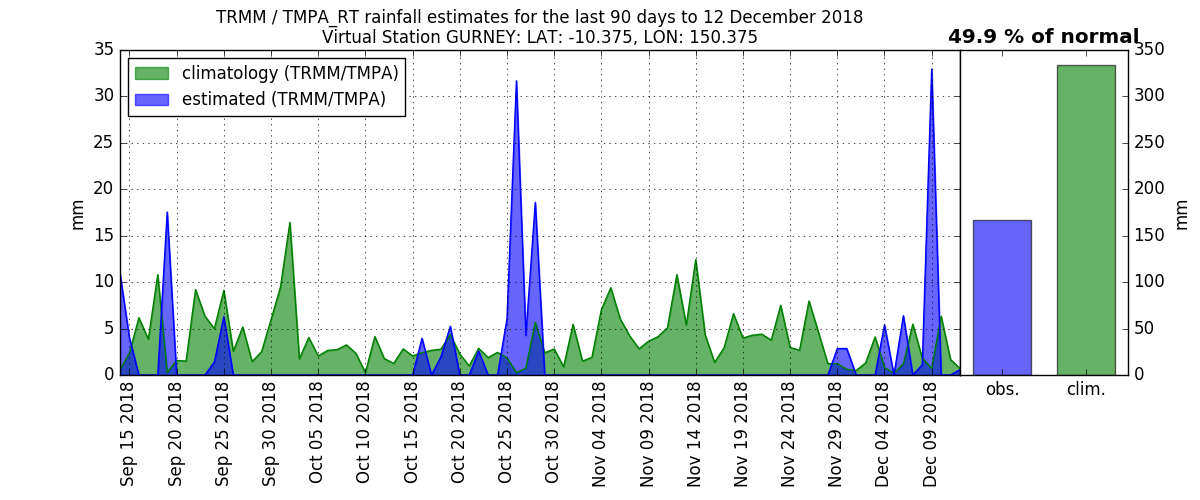 TRMM / TMPA_RT rainfall estimates for the last 90 days to 12 December 2018
Virtual Station GURNEY: LAT: -10.375, LON: 150.375
49.9 % of normal
climatology (TRMM/TMPA)
estimated (TRMM/TMPA)
mm
35
30
25
20
15
10
5
0
Sep 15 2018
Sep 20 2018
Sep 25 2018
Sep 30 2018
Oct 05 2018
Oct 10 2018
Oct 15 2018
Oct 20 2018
Oct 25 2018
Oct 30 2018
Nov 04 2018
Nov 09 2018
Nov 14 2018
Nov 19 2018
Nov 24 2018
Nov 29 2018
Dec 04 2018
Dec 09 2018
obs.
clim.
350
300
250
200
150
100
50
0
mm